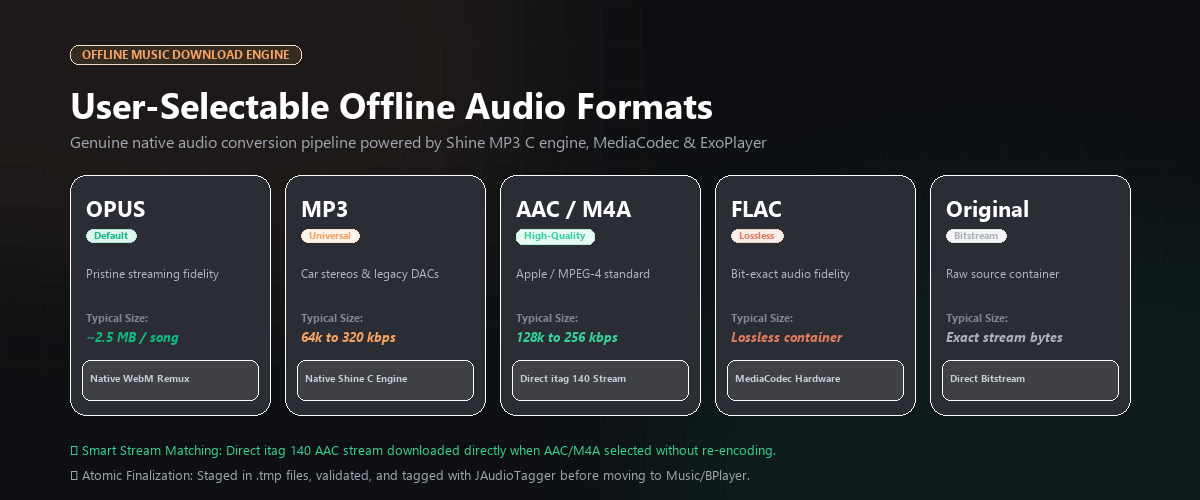 OFFLINE MUSIC DOWNLOAD ENGINE
User-Selectable Offline Audio Formats
Genuine native audio conversion pipeline powered by Shine MP3 C engine, MediaCodec & ExoPlayer
OPUS
Default
Pristine streaming fidelity
Typical Size:
~2.5 MB / song
Native WebM Remux
MP3
Universal
Car stereos & legacy DACs
Typical Size:
64k to 320 kbps
Native Shine C Engine
AAC / M4A
High-Quality
Apple / MPEG-4 standard
Typical Size:
128k to 256 kbps
Direct itag 140 Stream
FLAC
Lossless
Bit-exact audio fidelity
Typical Size:
Lossless container
MediaCodec Hardware
Original
Bitstream
Raw source container
Typical Size:
Exact stream bytes
Direct Bitstream
Smart Stream Matching: Direct itag 140 AAC stream downloaded directly when AAC/M4A selected without re-encoding.
Atomic Finalization: Staged in .tmp files, validated, and tagged with JAudioTagger before moving to Music/BPlayer.